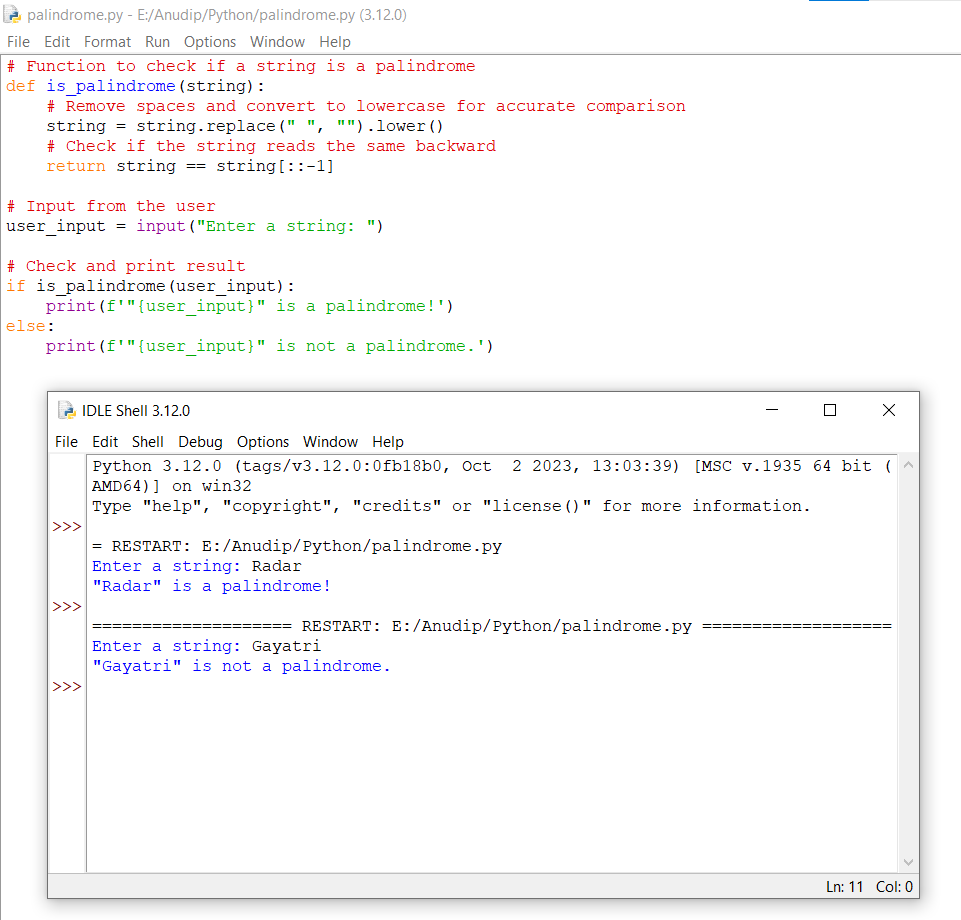 palindrome.py - E:/Anudip/Python/palindrome.py (3.12.0)
File Edit Format Run Options Window Help
# Function to check if a string is a palindrome
def is_palindrome(string):
    # Remove spaces and convert to lowercase for accurate comparison
    string = string.replace(" ", "").lower()
    # Check if the string reads the same backward
    return string == string[::-1]

# Input from the user
user_input = input("Enter a string: ")

# Check and print result
if is_palindrome(user_input):
    print(f'"{user_input}" is a palindrome!')
else:
    print(f'"{user_input}" is not a palindrome.')
IDLE Shell 3.12.0
File Edit Shell Debug Options Window Help
Python 3.12.0 (tags/v3.12.0:0fb18b0, Oct  2 2023, 13:03:39) [MSC v.1935 64 bit (
AMD64)] on win32
Type "help", "copyright", "credits" or "license()" for more information.
>>>
= RESTART: E:/Anudip/Python/palindrome.py
Enter a string: Radar
"Radar" is a palindrome!
>>>
==================== RESTART: E:/Anudip/Python/palindrome.py ===================
Enter a string: Gayatri
"Gayatri" is not a palindrome.
>>>
Ln: 11 Col: 0